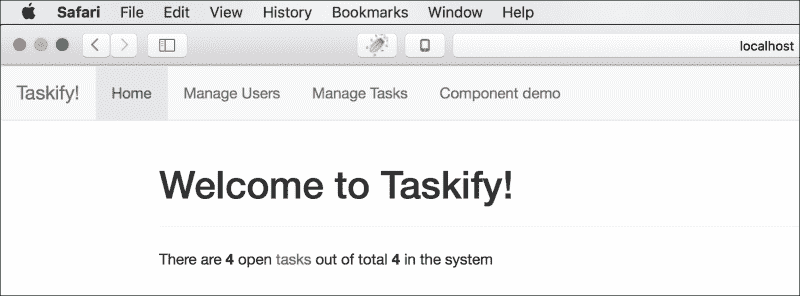 Safari File Edit View History Bookmarks Window Help
localhost
Taskify! Home Manage Users Manage Tasks Component demo
Welcome to Taskify!
There are 4 open tasks out of total 4 in the system